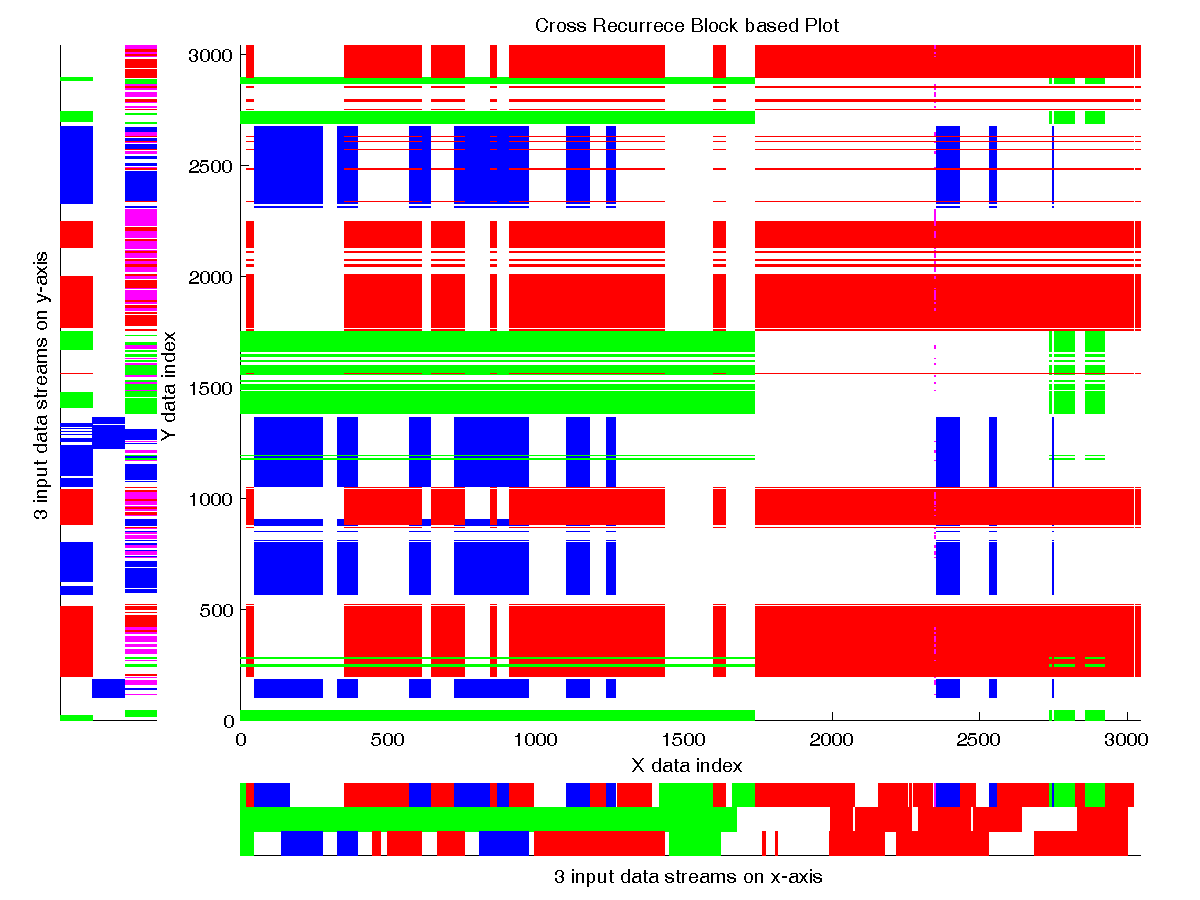 Cross Recurrece Block based Plot
3000
2500
2000
1500
1000
500
0
3 input data streams on y-axis
Y data index
0 500 1000 1500 2000 2500 3000
X data index
3 input data streams on x-axis